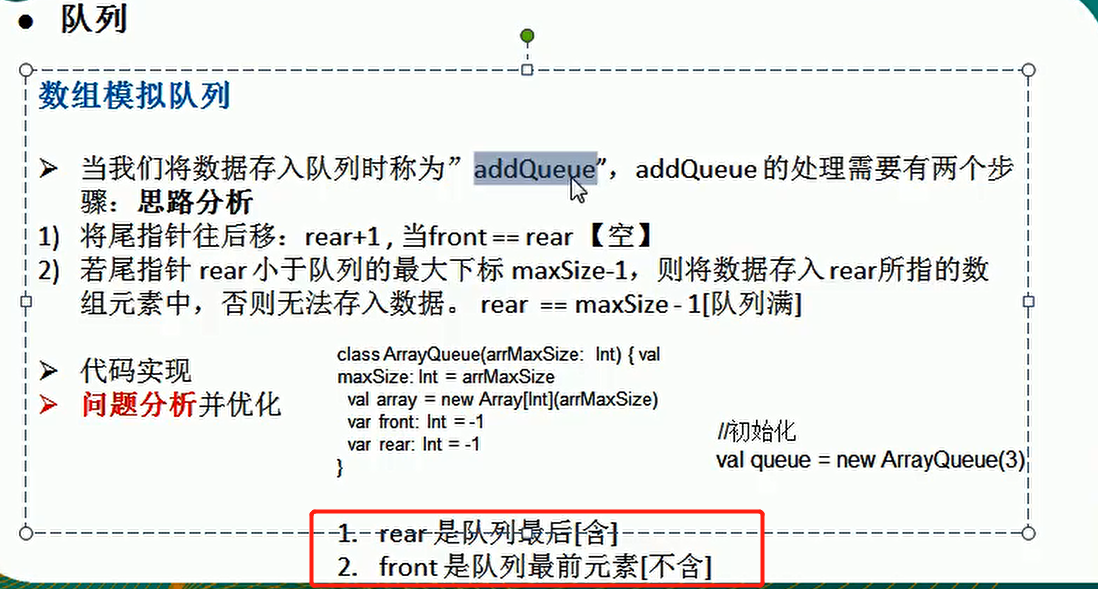 ● 队列
数组模拟队列
➢ 当我们将数据存入队列时称为”addQueue”，addQueue 的处理需要有两个步
骤：思路分析
1) 将尾指针往后移：rear+1 , 当front == rear 【空】
2) 若尾指针 rear 小于队列的最大下标 maxSize-1，则将数据存入 rear所指的数
组元素中，否则无法存入数据。 rear == maxSize - 1[队列满]
➢ 代码实现
➢ 问题分析并优化
class ArrayQueue(arrMaxSize: Int) { val
maxSize: Int = arrMaxSize
val array = new Array[Int](arrMaxSize)
var front: Int = -1
var rear: Int = -1
}
//初始化
val queue = new ArrayQueue(3)
1. rear 是队列最后[含]
2. front 是队列最前元素[不含]